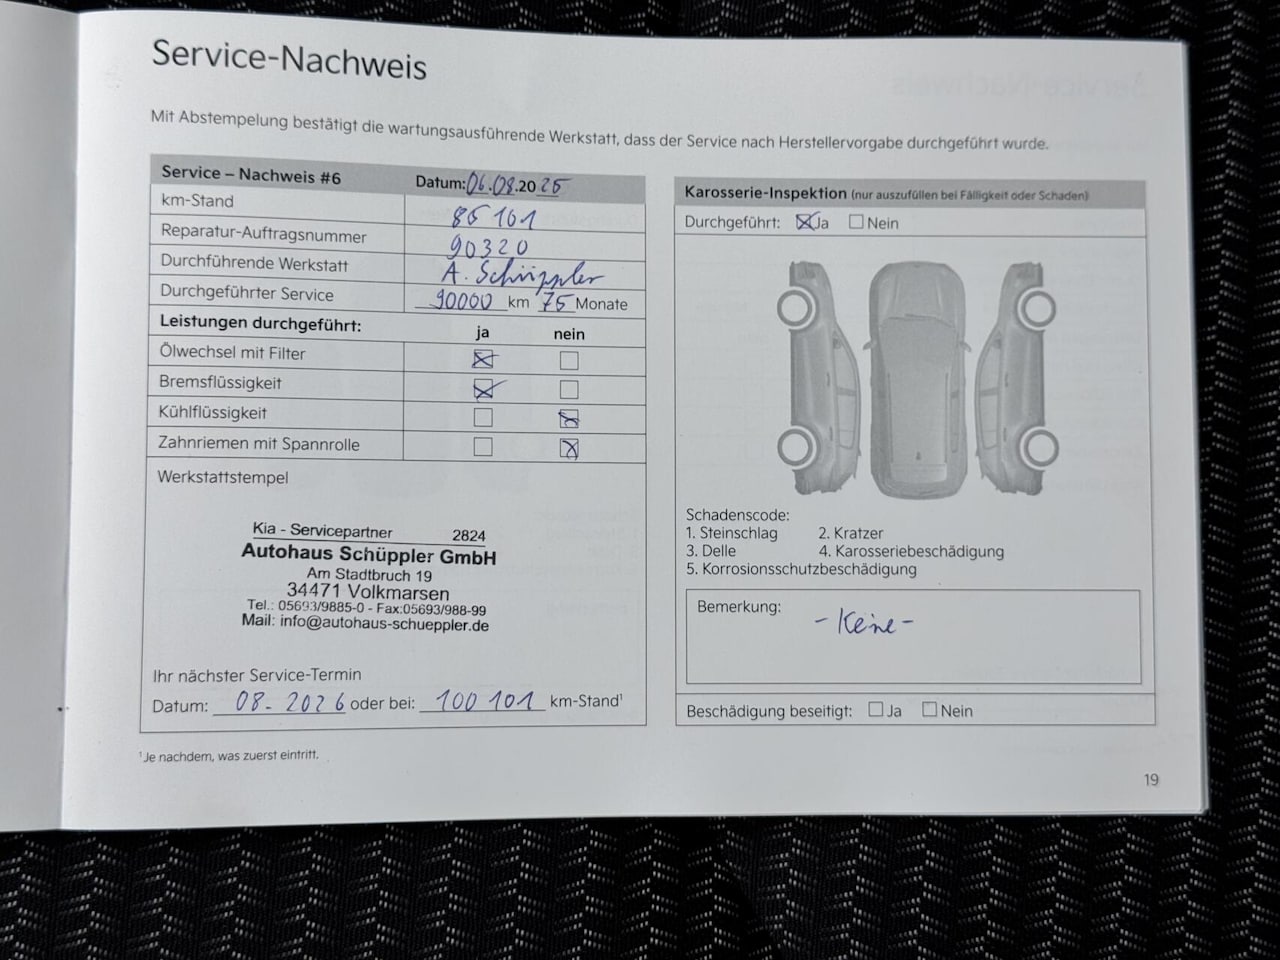 Service-Nachweis
Mit Abstempelung bestätigt die wartungsausführende Werkstatt, dass der Service nach Herstellervorgabe durchgeführt wurde.
Service – Nachweis #6 Datum: 06.08.2025
km-Stand 85 101
Reparatur-Auftragsnummer 90320
Durchführende Werkstatt A. Schüppler
Durchgeführter Service 90000 km 75 Monate
Leistungen durchgeführt: ja nein
Ölwechsel mit Filter
Bremsflüssigkeit
Kühlflüssigkeit
Zahnriemen mit Spannrolle
Werkstattstempel
Kia - Servicepartner 2824
Autohaus Schüppler GmbH
Am Stadtbruch 19
34471 Volkmarsen
Tel.: 05693/9885-0 - Fax:05693/988-99
Mail: info@autohaus-schueppler.de
Ihr nächster Service-Termin
Datum: 08- 2026 oder bei: 100 101 km-Stand¹
¹Je nachdem, was zuerst eintritt.
Karosserie-Inspektion (nur auszufüllen bei Fälligkeit oder Schaden)
Durchgeführt: Ja Nein
Schadenscode:
1. Steinschlag 2. Kratzer
3. Delle 4. Karosseriebeschädigung
5. Korrosionsschutzbeschädigung
Bemerkung: - Keine -
Beschädigung beseitigt: Ja Nein
19